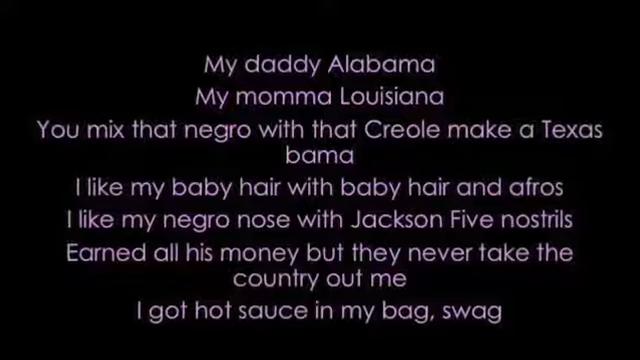 My daddy Alabama
My momma Louisiana
You mix that negro with that Creole make a Texas
bama
I like my baby hair with baby hair and afros
I like my negro nose with Jackson Five nostrils
Earned all his money but they never take the
country out me
I got hot sauce in my bag, swag